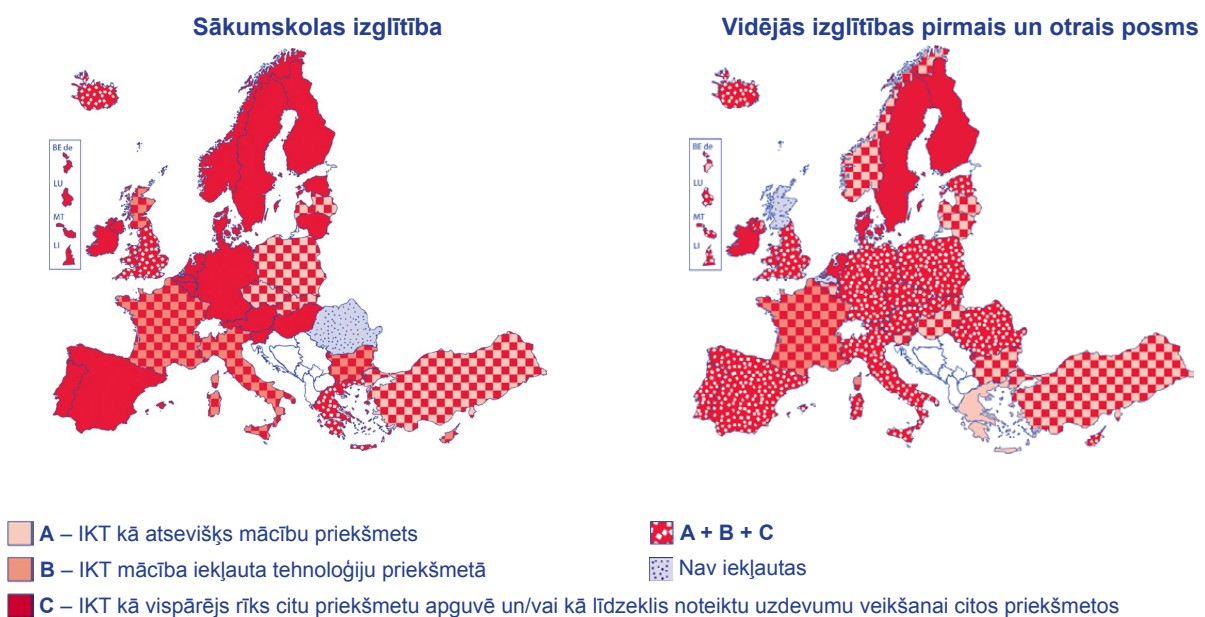 Sākumskolas izglītība
Vidējās izglītības pirmais un otrais posms
BE de
LU
MT
LI
BE de
LU
MT
LI
A – IKT kā atsevišķs mācību priekšmets
A + B + C
B – IKT mācība iekļauta tehnoloģiju priekšmetā
Nav iekļautas
C – IKT kā vispārējs rīks citu priekšmetu apguvē un/vai kā līdzeklis noteiktu uzdevumu veikšanai citos priekšmetos